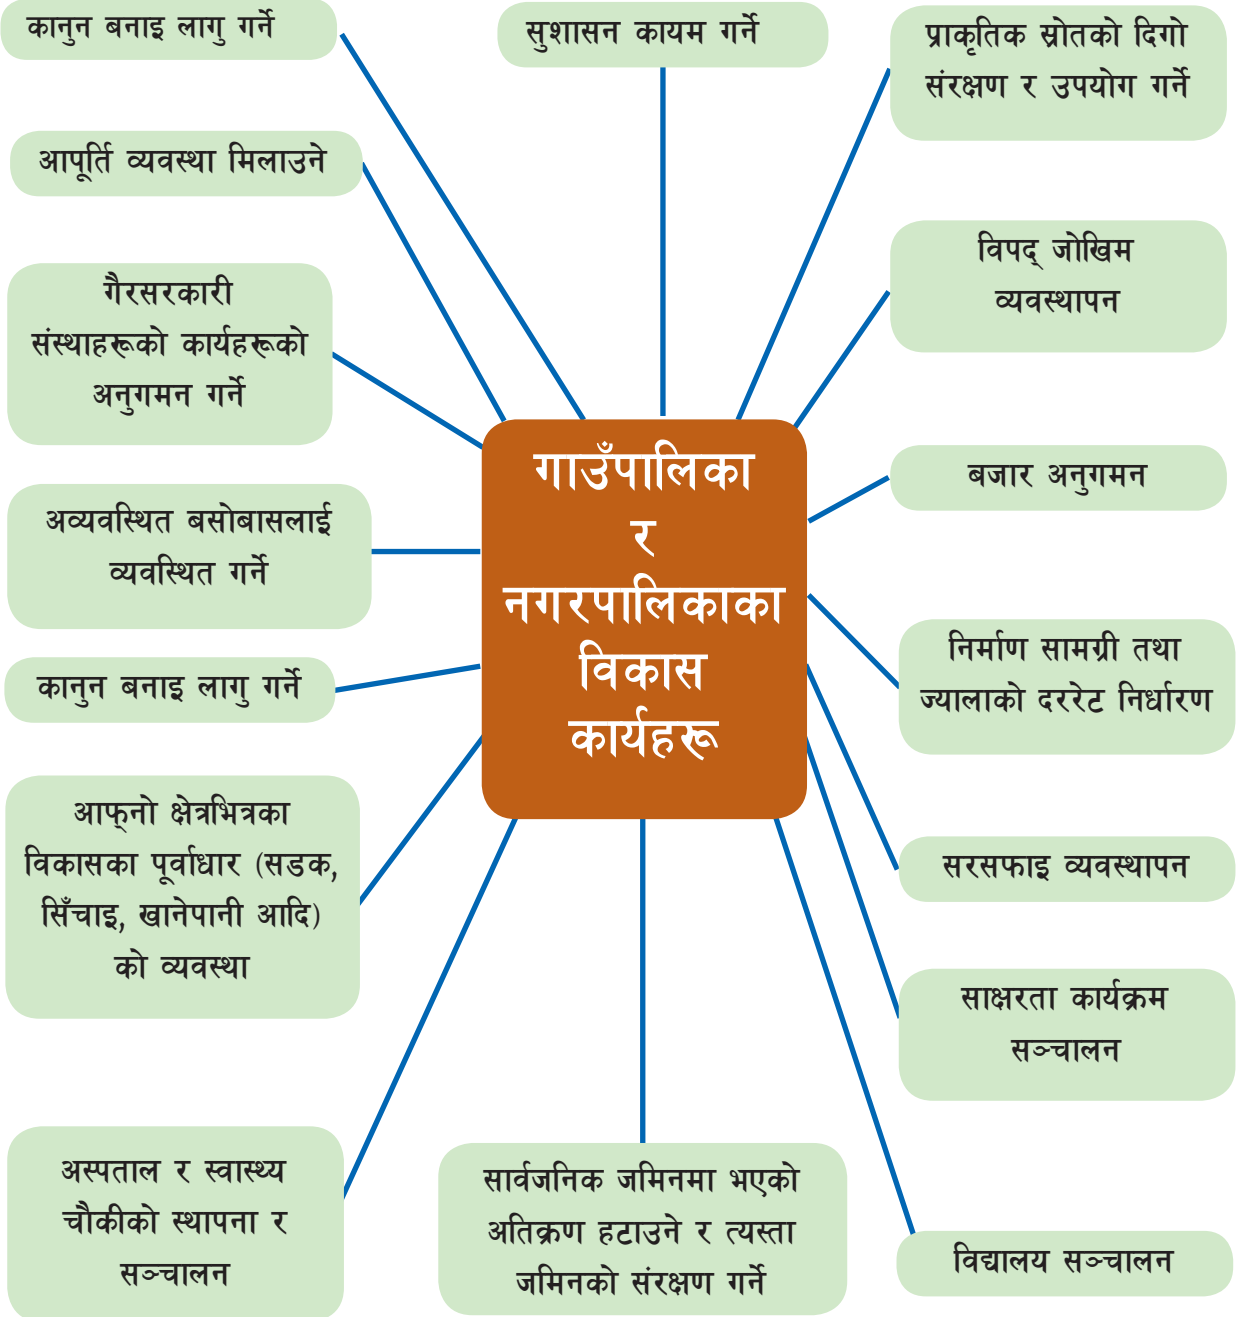 कानुन बनाइ लागु गर्ने
सुशासन कायम गर्ने
प्राकृतिक स्रोतको दिगो
संरक्षण र उपयोग गर्ने
आपूर्ति व्यवस्था मिलाउने
विपद् जोखिम
व्यवस्थापन
गैरसरकारी
संस्थाहरूको कार्यहरूको
अनुगमन गर्ने
गाउँपालिका
र
नगरपालिकाका
विकास
कार्यहरू
बजार अनुगमन
अव्यवस्थित बसोबासलाई
व्यवस्थित गर्ने
निर्माण सामग्री तथा
ज्यालाको दररेट निर्धारण
कानुन बनाइ लागु गर्ने
आफ्‌नो क्षेत्रभित्रका
विकासका पूर्वाधार (सडक,
सिँचाइ, खानेपानी आदि)
को व्यवस्था
सरसफाइ व्यवस्थापन
साक्षरता कार्यक्रम
सञ्चालन
अस्पताल र स्वास्थ्य
चौकीको स्थापना र
सञ्चालन
सार्वजनिक जमिनमा भएको
अतिक्रण हटाउने र त्यस्ता
जमिनको संरक्षण गर्ने
विद्यालय सञ्चालन